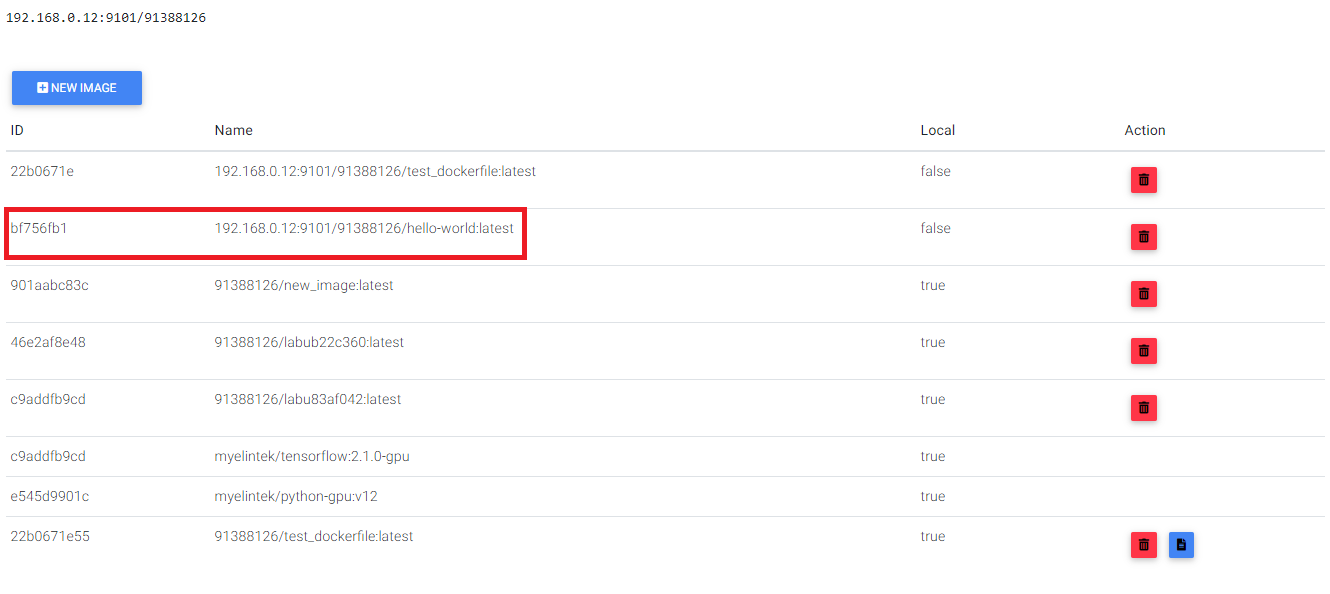 192.168.0.12:9101/91388126
NEW IMAGE
ID Name Local Action
22b0671e 192.168.0.12:9101/91388126/test_dockerfile:latest false
bf756fb1 192.168.0.12:9101/91388126/hello-world:latest false
901aabc83c 91388126/new_image:latest true
46e2af8e48 91388126/labub22c360:latest true
c9addfb9cd 91388126/labu83af042:latest true
c9addfb9cd myelintek/tensorflow:2.1.0-gpu true
e545d9901c myelintek/python-gpu:v12 true
22b0671e55 91388126/test_dockerfile:latest true